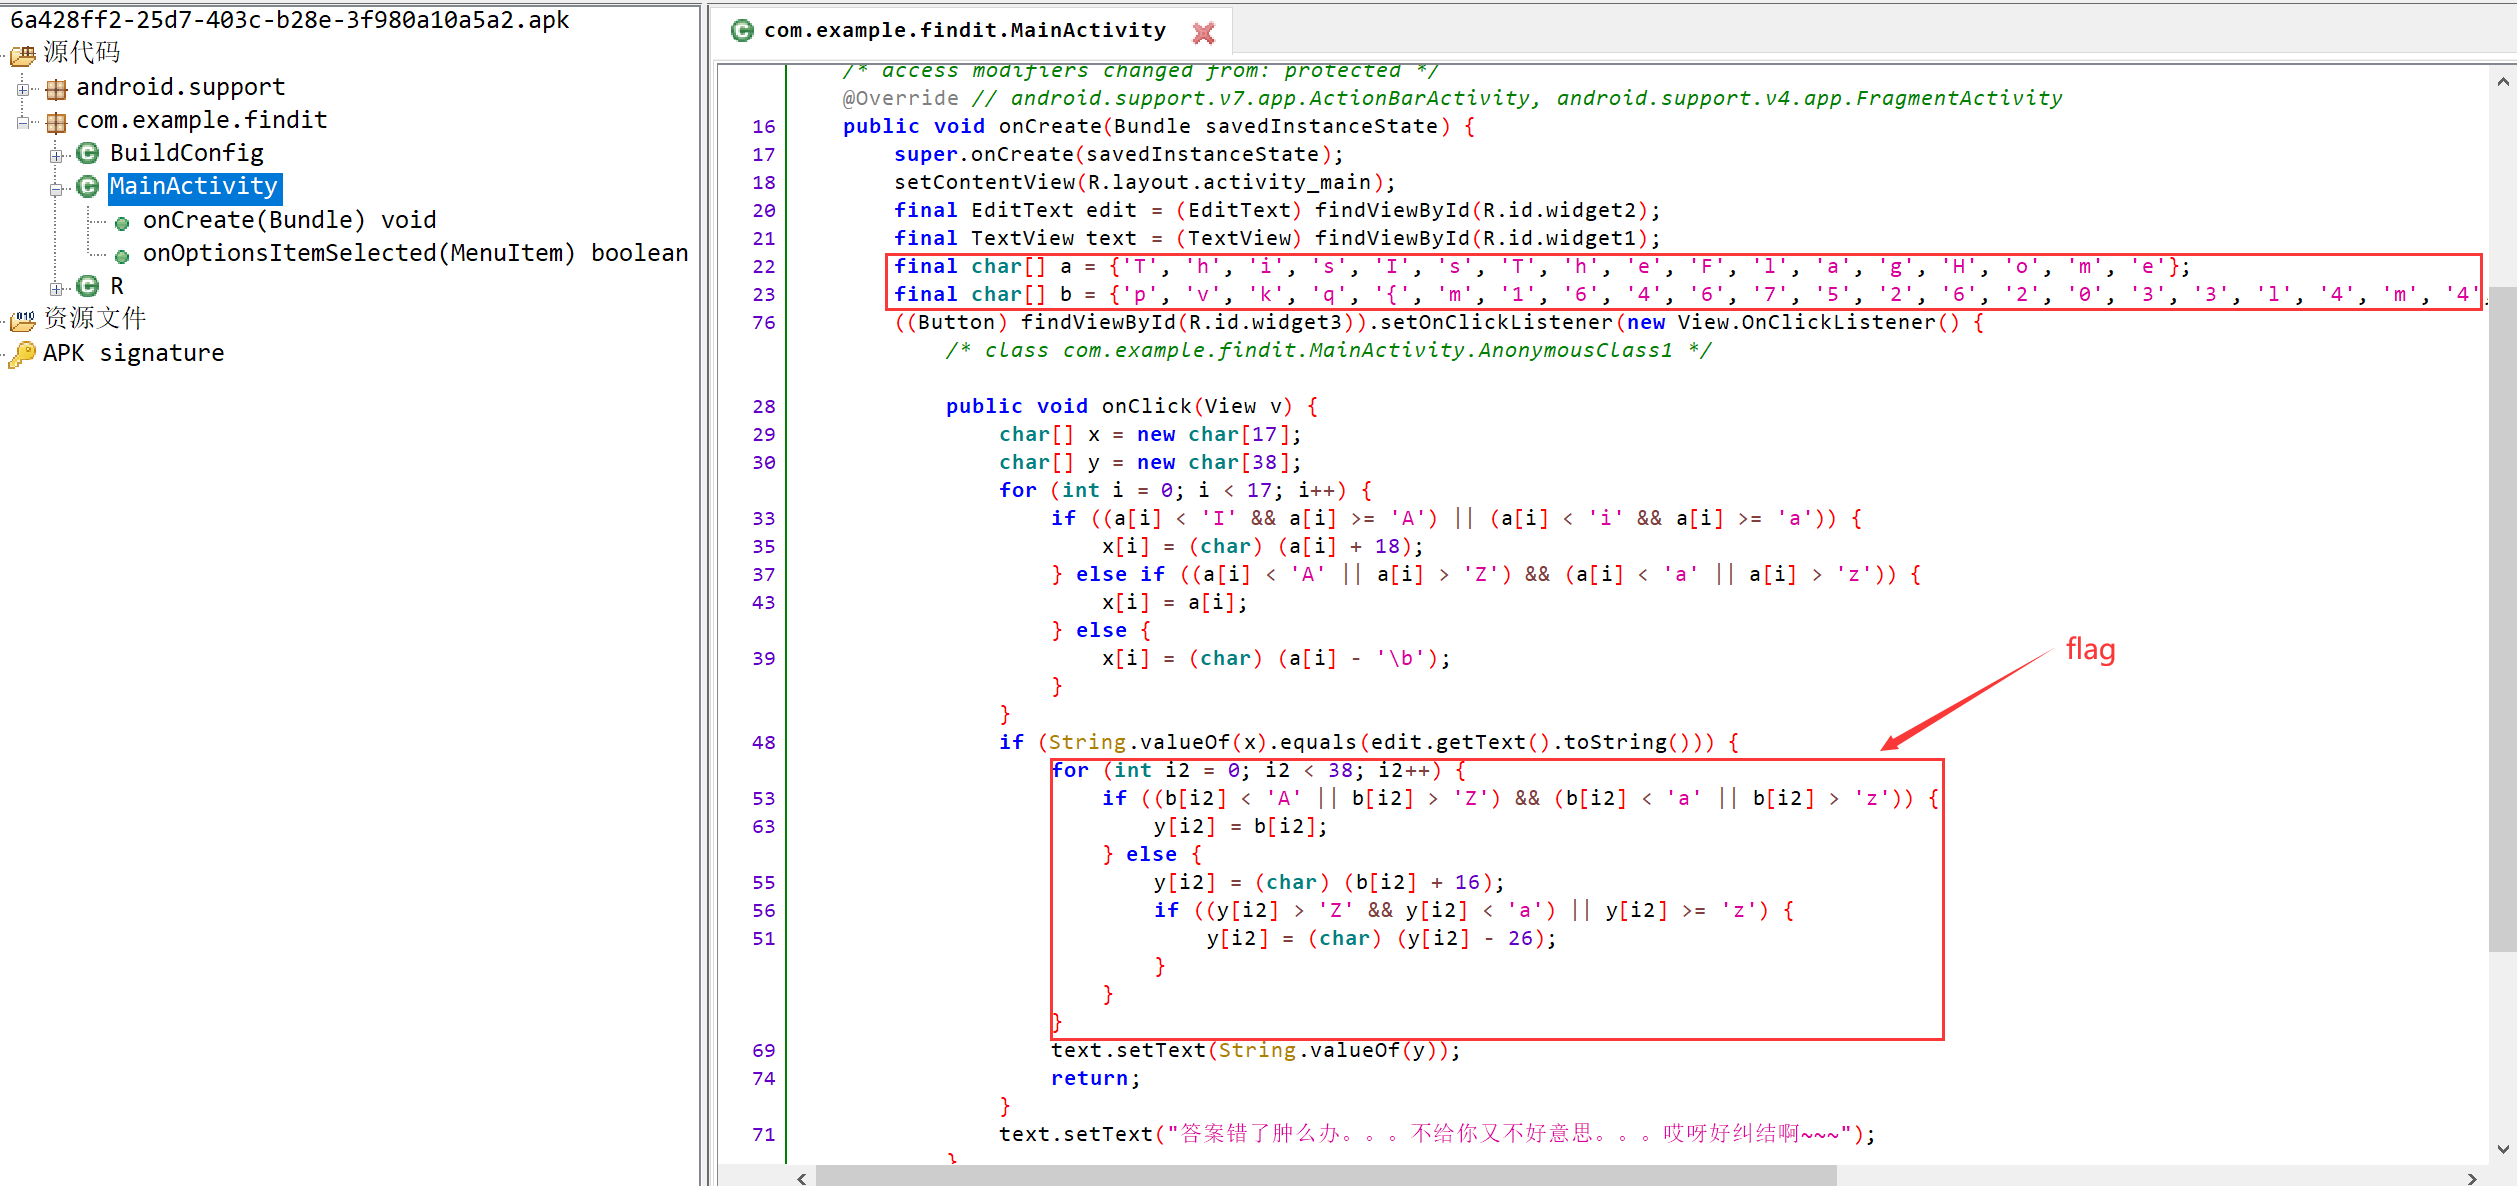 6a428ff2-25d7-403c-b28e-3f980a10a5a2.apk
源代码
android.support
com.example.findit
BuildConfig
MainActivity
onCreate(Bundle) void
onOptionsItemSelected(MenuItem) boolean
R
资源文件
APK signature
com.example.findit.MainActivity
/* access modifiers changed from: protected */
@Override // android.support.v7.app.ActionBarActivity, android.support.v4.app.FragmentActivity
16 public void onCreate(Bundle savedInstanceState) {
17 super.onCreate(savedInstanceState);
18 setContentView(R.layout.activity_main);
20 final EditText edit = (EditText) findViewById(R.id.widget2);
21 final TextView text = (TextView) findViewById(R.id.widget1);
22 final char[] a = {'T', 'h', 'i', 's', 'I', 's', 'T', 'h', 'e', 'F', 'l', 'a', 'g', 'H', 'o', 'm', 'e'};
23 final char[] b = {'p', 'v', 'k', 'q', '{', 'm', '1', '6', '4', '6', '7', '5', '2', '6', '2', '0', '3', '3', 'l', '4', 'm', '4'
76 ((Button) findViewById(R.id.widget3)).setOnClickListener(new View.OnClickListener() {
/* class com.example.findit.MainActivity.AnonymousClass1 */
28 public void onClick(View v) {
29 char[] x = new char[17];
30 char[] y = new char[38];
for (int i = 0; i < 17; i++) {
33 if ((a[i] < 'I' && a[i] >= 'A') || (a[i] < 'i' && a[i] >= 'a')) {
35 x[i] = (char) (a[i] + 18);
37 } else if ((a[i] < 'A' || a[i] > 'Z') && (a[i] < 'a' || a[i] > 'z')) {
43 x[i] = a[i];
} else {
39 x[i] = (char) (a[i] - '\b');
}
}
48 if (String.valueOf(x).equals(edit.getText().toString())) {
for (int i2 = 0; i2 < 38; i2++) {
53 if ((b[i2] < 'A' || b[i2] > 'Z') && (b[i2] < 'a' || b[i2] > 'z')) {
63 y[i2] = b[i2];
} else {
55 y[i2] = (char) (b[i2] + 16);
56 if ((y[i2] > 'Z' && y[i2] < 'a') || y[i2] >= 'z') {
51 y[i2] = (char) (y[i2] - 26);
}
}
}
69 text.setText(String.valueOf(y));
74 return;
}
71 text.setText("答案错了肿么办。。。不给你又不好意思。。。哎呀好纠结啊~~~");
}
flag